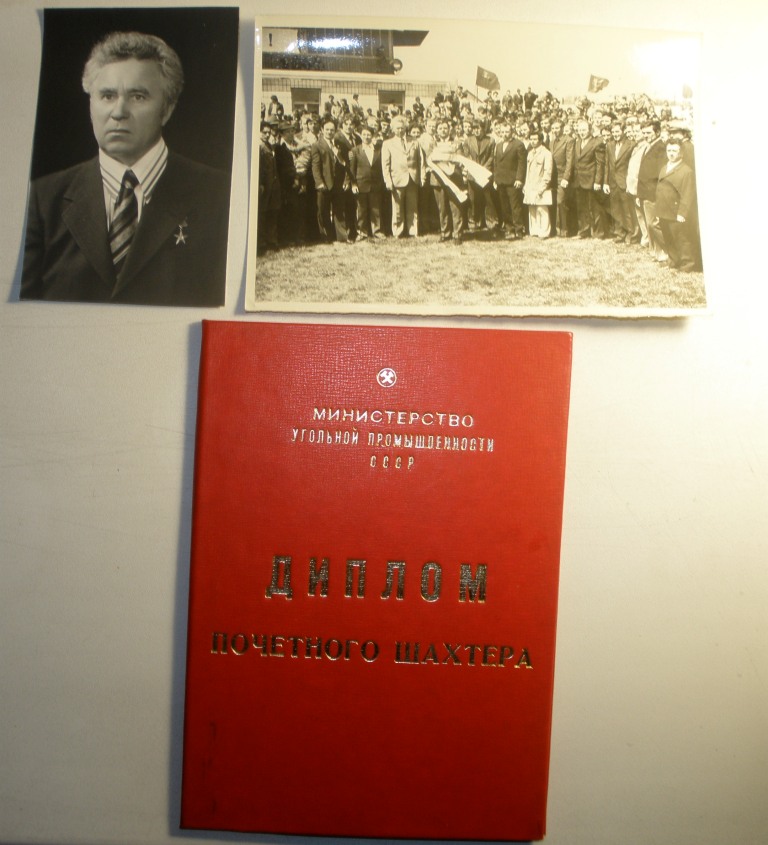 МИНИСТЕРСТВО
УГОЛЬНОЙ ПРОМЫШЛЕННОСТИ
СССР
ДИПЛОМ
ПОЧЕТНОГО ШАХТЕРА